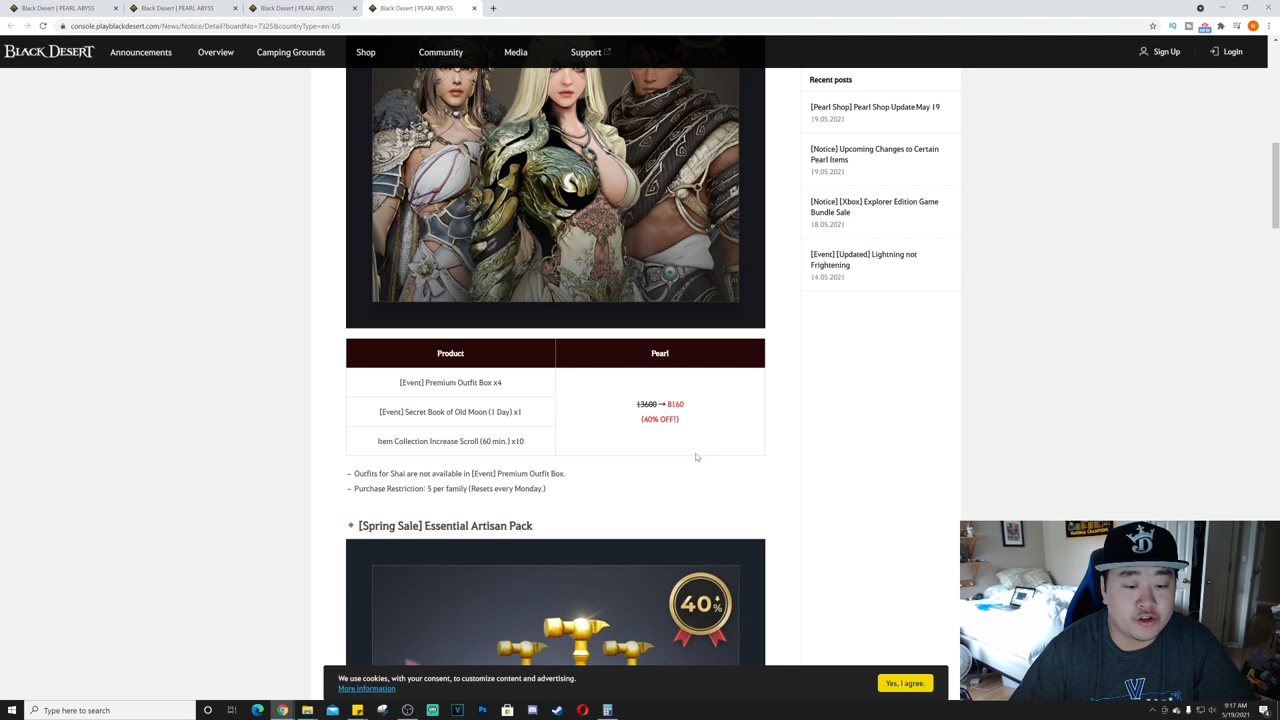 Black Desert | PEARL ABYSS
Black Desert | PEARL ABYSS
Black Desert | PEARL ABYSS
Black Desert | PEARL ABYSS
console.playblackdesert.com/News/Notice/Detail?boardNo=7325&countryType=en-US
BLACK DESERT
Announcements
Overview
Camping Grounds
Shop
Community
Media
Support
Sign Up
Login
Recent posts
[Pearl Shop] Pearl Shop Update May 19
19.05.2021
[Notice] Upcoming Changes to Certain
Pearl Items
19.05.2021
[Notice] [Xbox] Explorer Edition Game
Bundle Sale
18.05.2021
[Event] [Updated] Lightning not
Frightening
14.05.2021
Product
Pearl
[Event] Premium Outfit Box x4
[Event] Secret Book of Old Moon (1 Day) x1
Item Collection Increase Scroll (60 min.) x10
13600 → 8160
(40% OFF!)
- Outfits for Shai are not available in [Event] Premium Outfit Box.
- Purchase Restriction: 5 per family (Resets every Monday.)
[Spring Sale] Essential Artisan Pack
40%
We use cookies, with your consent, to customize content and advertising.
More information
Yes, I agree.
Type here to search
9:17 AM
5/19/2021